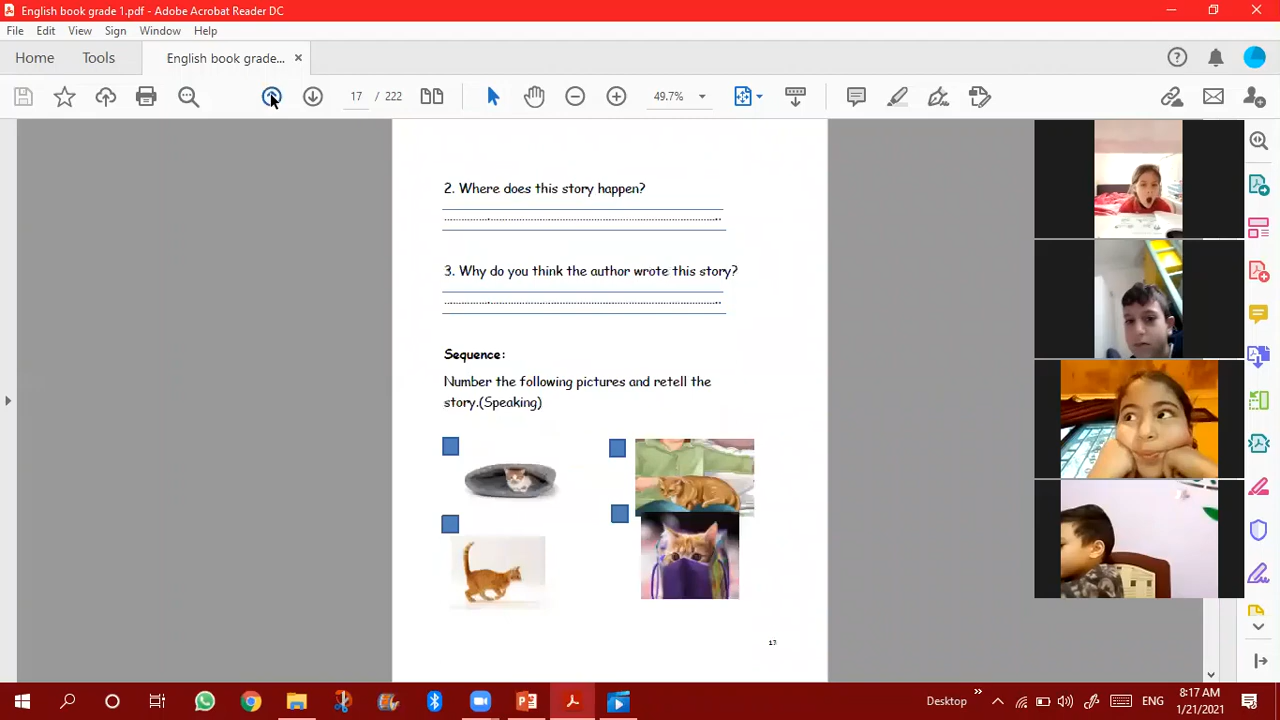 English book grade 1.pdf - Adobe Acrobat Reader DC
File Edit View Sign Window Help
Home Tools English book grade... ×
17 / 222 49.7%
2. Where does this story happen?
3. Why do you think the author wrote this story?
Sequence:
Number the following pictures and retell the
story.(Speaking)
17
Desktop » ENG 8:17 AM
1/21/2021